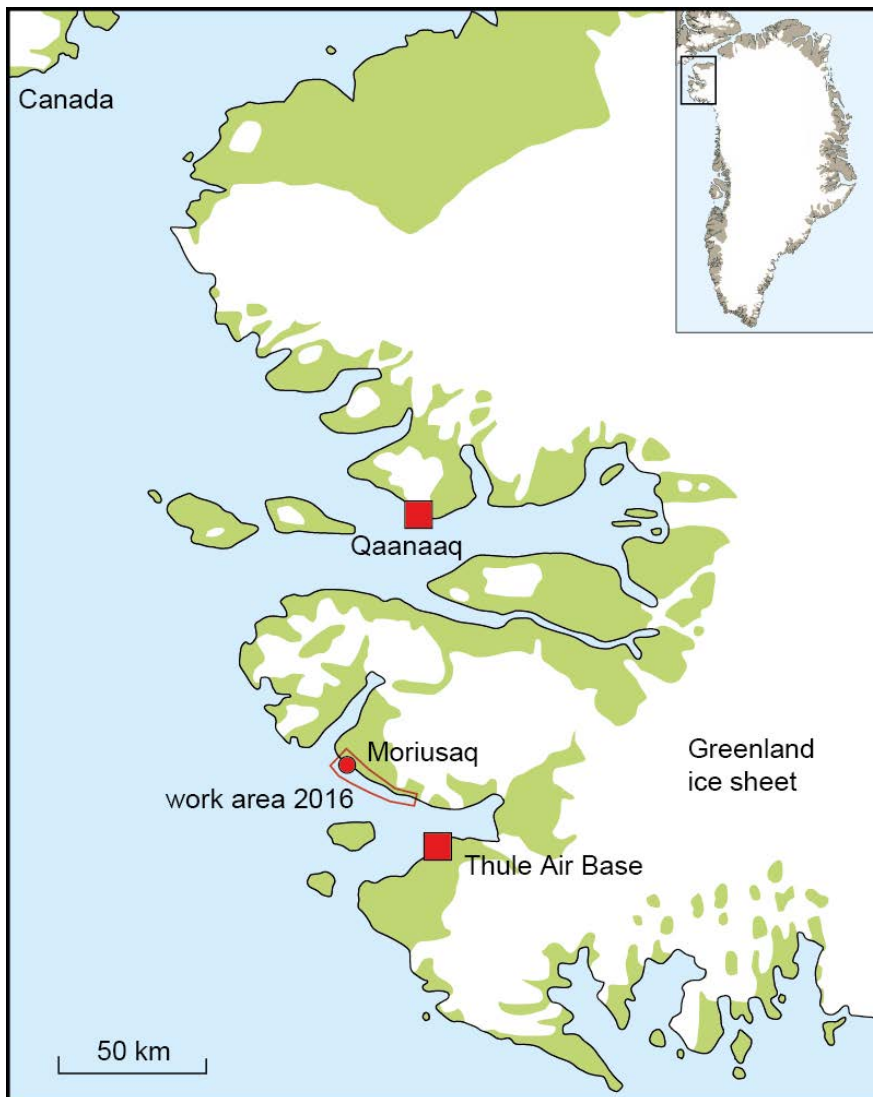 Canada
Qaanaaq
Moriusaq
Greenland
ice sheet
work area 2016
Thule Air Base
50 km